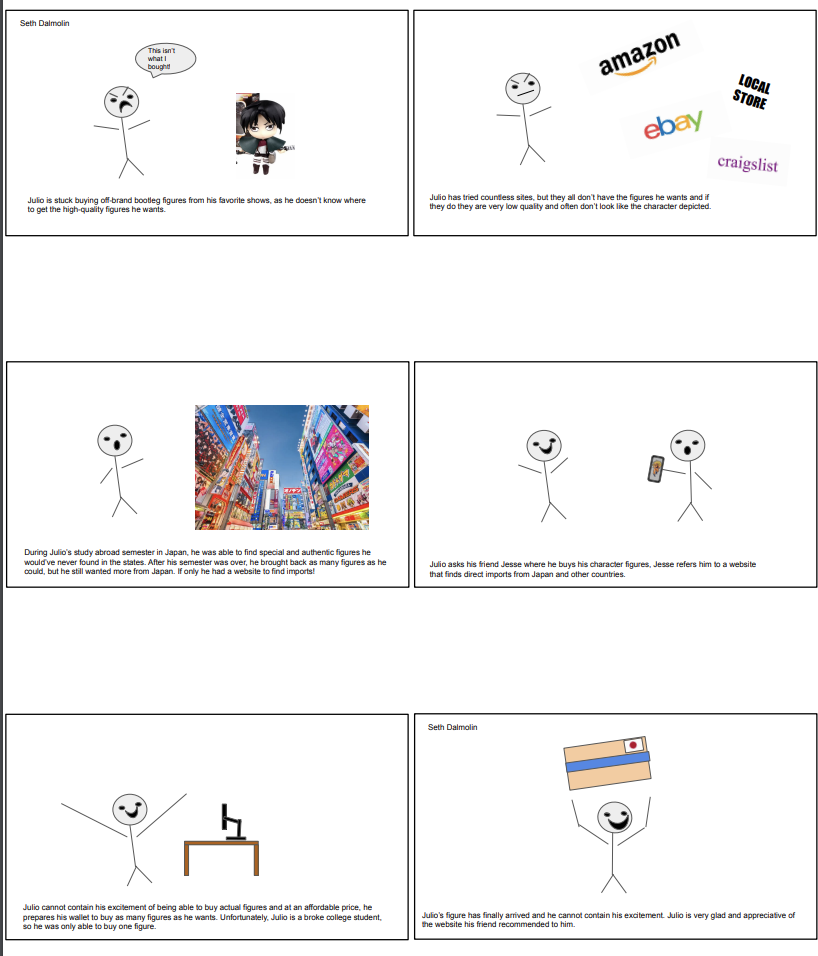 Seth Dalmolin
This isn't
what I
bought!
Julio is stuck buying off-brand bootleg figures from his favorite shows, as he doesn't know where
to get the high-quality figures he wants.
amazon
LOCAL
STORE
ebay
craigslist
Julio has tried countless sites, but they all don't have the figures he wants and if
they do they are very low quality and often don't look like the character depicted.
During Julio's study abroad semester in Japan, he was able to find special and authentic figures he
would've never found in the states. After his semester was over, he brought back as many figures as he
could, but he still wanted more from Japan. If only he had a website to find imports!
Julio asks his friend Jesse where he buys his character figures, Jesse refers him to a website
that finds direct imports from Japan and other countries.
Julio cannot contain his excitement of being able to buy actual figures and at an affordable price, he
prepares his wallet to buy as many figures as he wants. Unfortunately, Julio is a broke college student,
so he was only able to buy one figure.
Seth Dalmolin
Julio's figure has finally arrived and he cannot contain his excitement. Julio is very glad and appreciative of
the website his friend recommended to him.